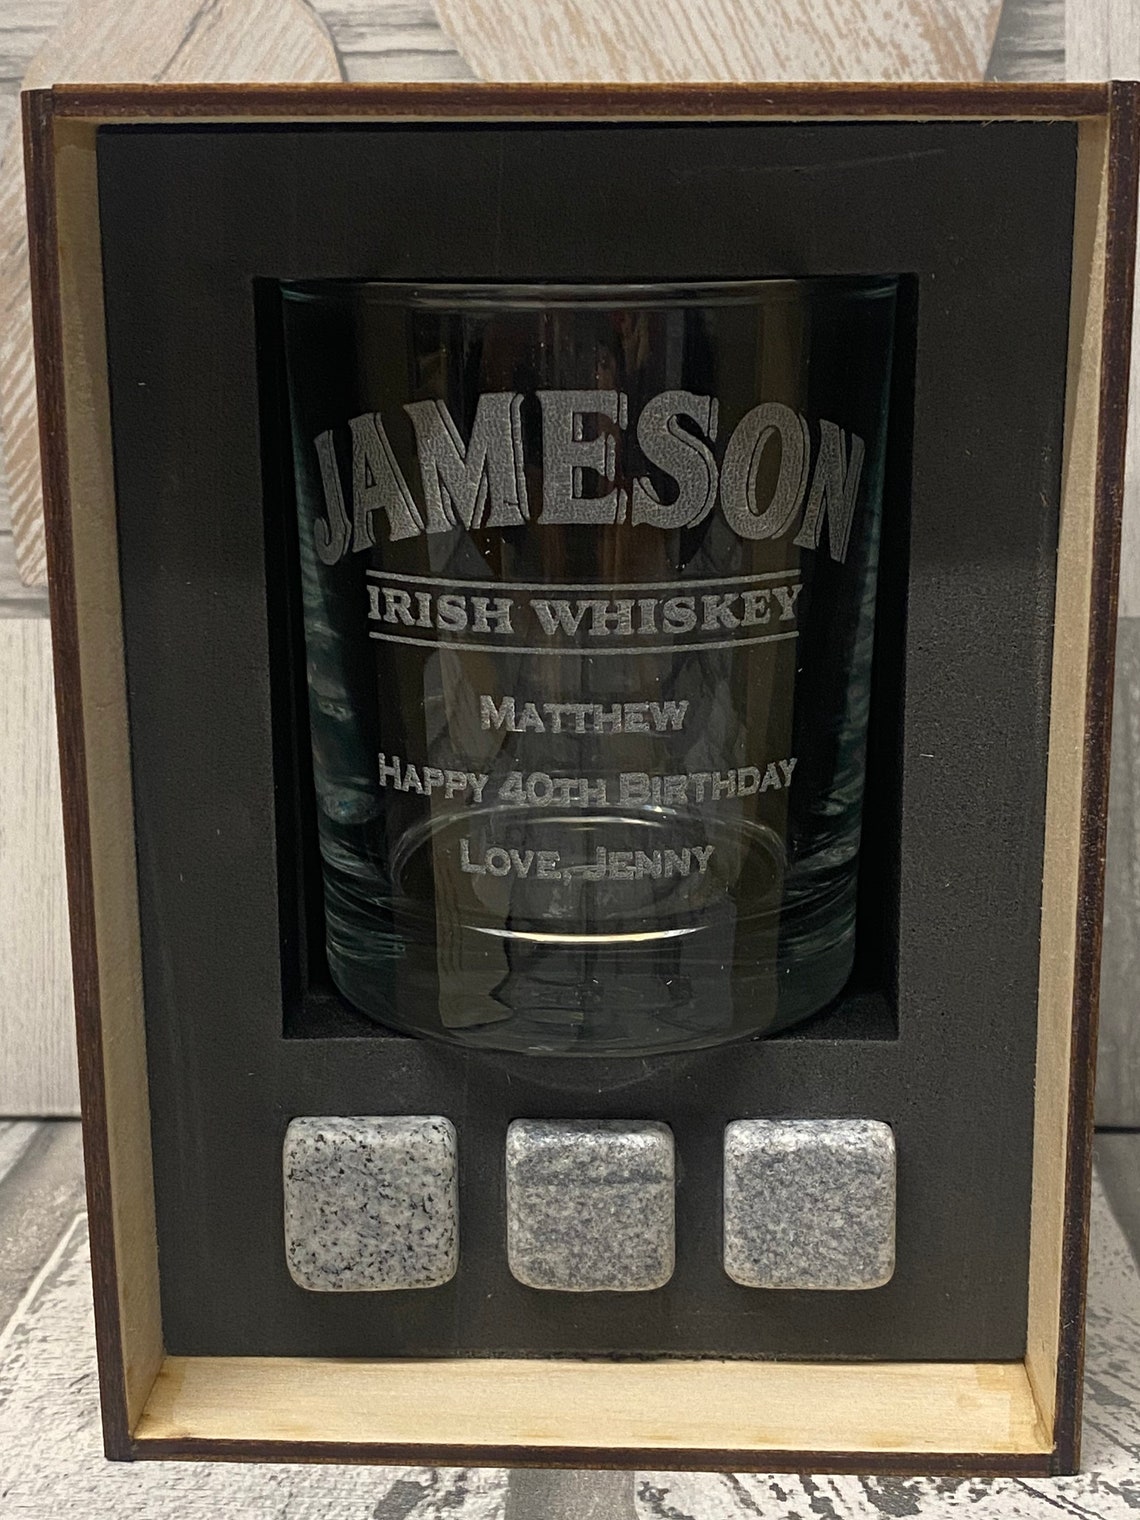 JAMESON
IRISH WHISKEY
MATTHEW
HAPPY 40TH BIRTHDAY
LOVE, JENNY